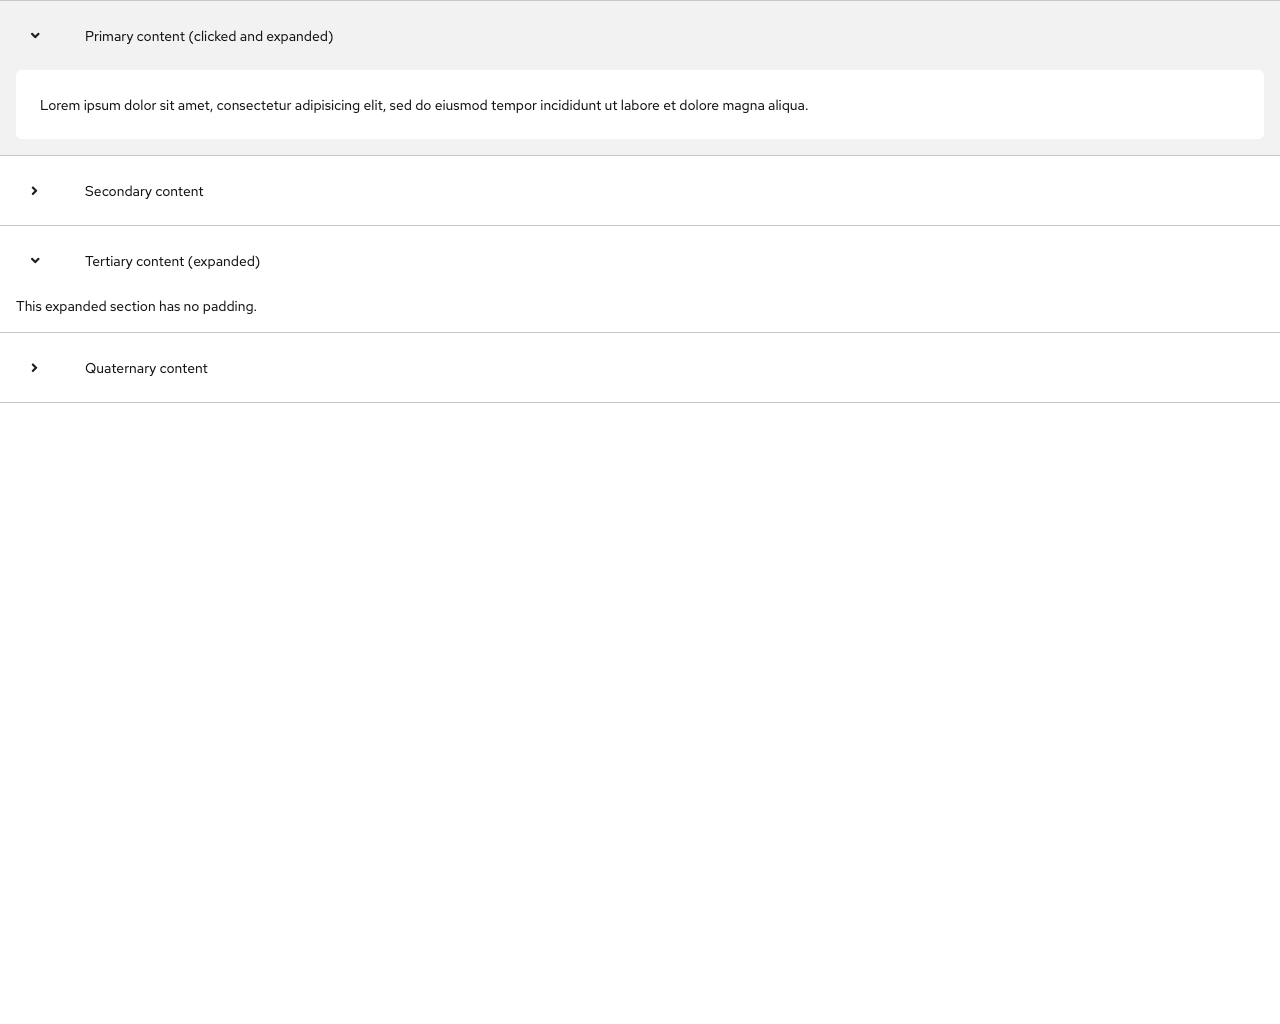 Primary content (clicked and expanded)
Lorem ipsum dolor sit amet, consectetur adipisicing elit, sed do eiusmod tempor incididunt ut labore et dolore magna aliqua.
Secondary content
Tertiary content (expanded)
This expanded section has no padding.
Quaternary content